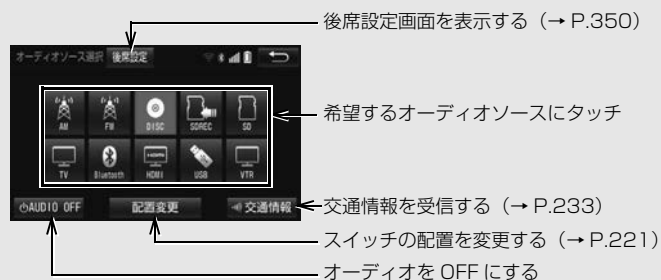 後席設定画面を表示する（→ P.350）
オーディオソース選択 後席設定
希望するオーディオソースにタッチ
AM FM DISC SDREC SD
TV Bluetooth HDMI USB VTR
AUDIO OFF 配置変更 交通情報
交通情報を受信する（→ P.233）
スイッチの配置を変更する（→ P.221）
オーディオを OFF にする